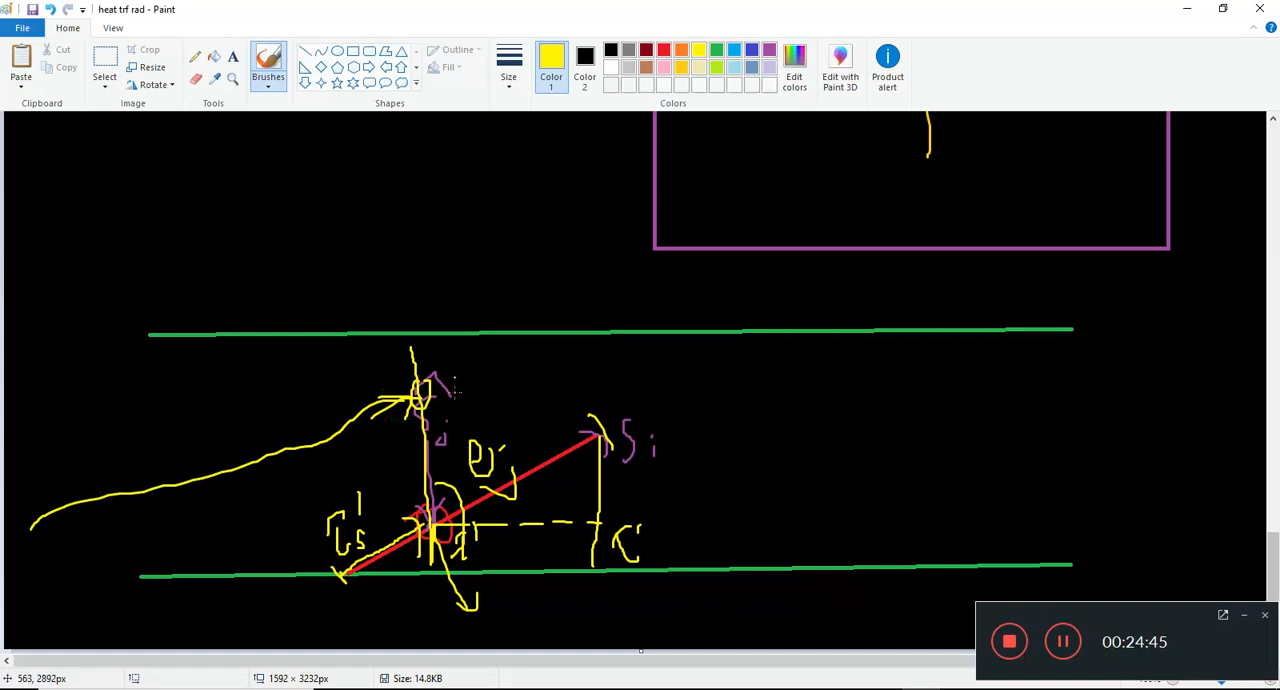 heat trf rad - Paint
File Home View
Cut
Copy
Paste
Clipboard
Crop
Resize
Rotate
Select
Image
A
Tools
Brushes
Outline
Fill
Shapes
Size
Color 1
Color 2
Edit colors
Colors
Edit with Paint 3D
Product alert
S i
00:24:45
563, 2892px
1592 × 3232px
Size: 14.8KB